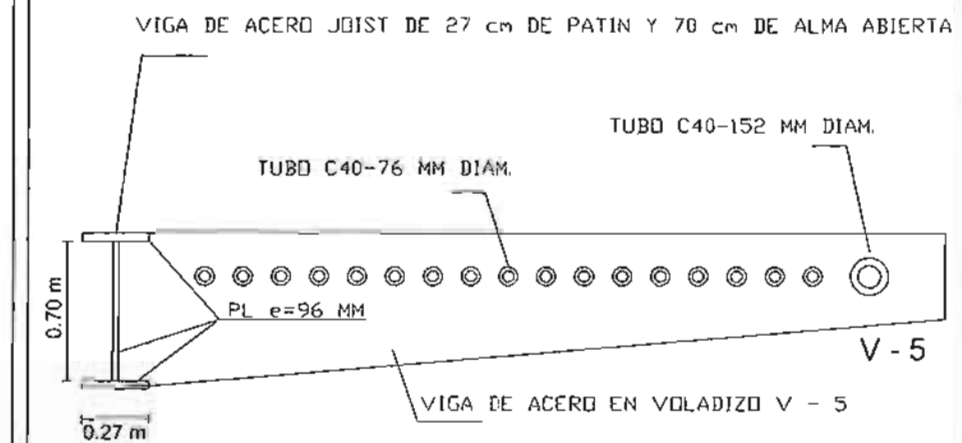 VIGA DE ACERO JOIST DE 27 cm DE PATIN Y 70 cm DE ALMA ABIERTA
TUBO C40-152 MM DIAM.
TUBO C40-76 MM DIAM.
0.70 m
PL e=96 MM
V - 5
VIGA DE ACERO EN VOLADIZO V - 5
0.27 m